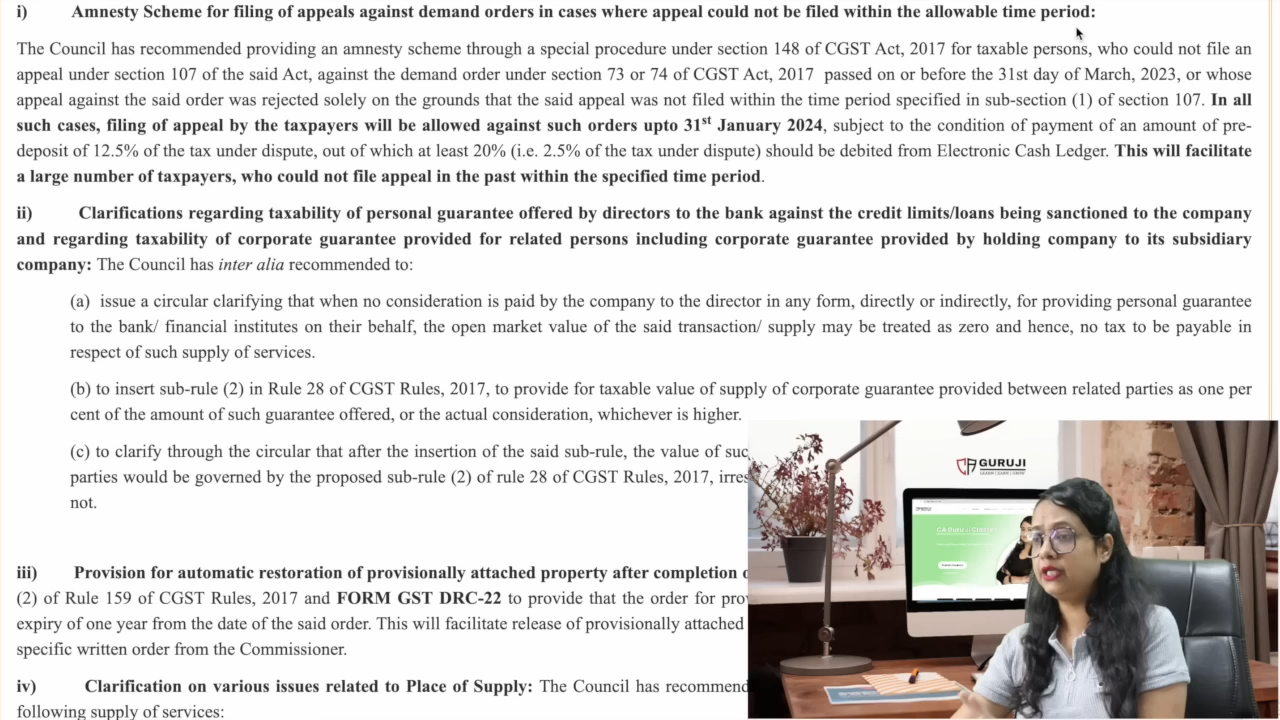 i) Amnesty Scheme for filing of appeals against demand orders in cases where appeal could not be filed within the allowable time period:
The Council has recommended providing an amnesty scheme through a special procedure under section 148 of CGST Act, 2017 for taxable persons, who could not file an
appeal under section 107 of the said Act, against the demand order under section 73 or 74 of CGST Act, 2017 passed on or before the 31st day of March, 2023, or whose
appeal against the said order was rejected solely on the grounds that the said appeal was not filed within the time period specified in sub-section (1) of section 107. In all
such cases, filing of appeal by the taxpayers will be allowed against such orders upto 31st January 2024, subject to the condition of payment of an amount of pre-
deposit of 12.5% of the tax under dispute, out of which at least 20% (i.e. 2.5% of the tax under dispute) should be debited from Electronic Cash Ledger. This will facilitate
a large number of taxpayers, who could not file appeal in the past within the specified time period.
ii) Clarifications regarding taxability of personal guarantee offered by directors to the bank against the credit limits/loans being sanctioned to the company
and regarding taxability of corporate guarantee provided for related persons including corporate guarantee provided by holding company to its subsidiary
company: The Council has inter alia recommended to:
(a) issue a circular clarifying that when no consideration is paid by the company to the director in any form, directly or indirectly, for providing personal guarantee
to the bank/ financial institutes on their behalf, the open market value of the said transaction/ supply may be treated as zero and hence, no tax to be payable in
respect of such supply of services.
(b) to insert sub-rule (2) in Rule 28 of CGST Rules, 2017, to provide for taxable value of supply of corporate guarantee provided between related parties as one per
cent of the amount of such guarantee offered, or the actual consideration, whichever is higher.
(c) to clarify through the circular that after the insertion of the said sub-rule, the value of suc
parties would be governed by the proposed sub-rule (2) of rule 28 of CGST Rules, 2017, irres
not.
iii) Provision for automatic restoration of provisionally attached property after completion o
(2) of Rule 159 of CGST Rules, 2017 and FORM GST DRC-22 to provide that the order for pro
expiry of one year from the date of the said order. This will facilitate release of provisionally attached
specific written order from the Commissioner.
iv) Clarification on various issues related to Place of Supply: The Council has recommend
following supply of services:
GURUJI
CA Guru Ji Classes